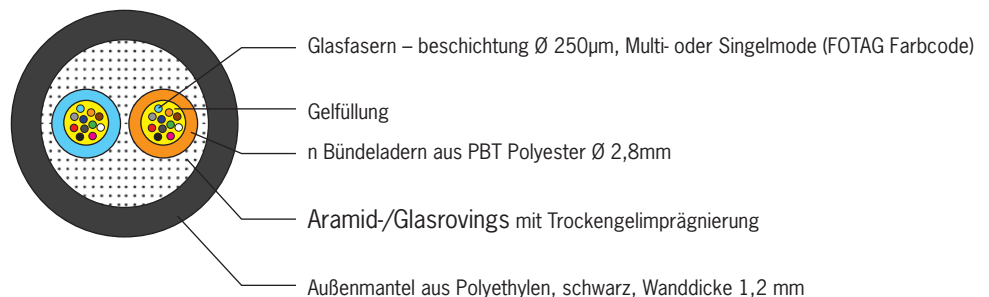 Glasfasern – beschichtung Ø 250µm, Multi- oder Singelmode (FOTAG Farbcode)
Gelfüllung
n Bündeladern aus PBT Polyester Ø 2,8mm
Aramid-/Glasrovings mit Trockengelimprägnierung
Außenmantel aus Polyethylen, schwarz, Wanddicke 1,2 mm